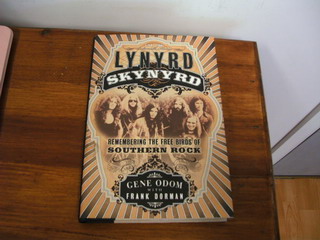 LYNYRD
SKYNYRD
REMEMBERING THE FREE BIRDS OF
SOUTHERN ROCK
GENE ODOM
WITH
FRANK DORMAN